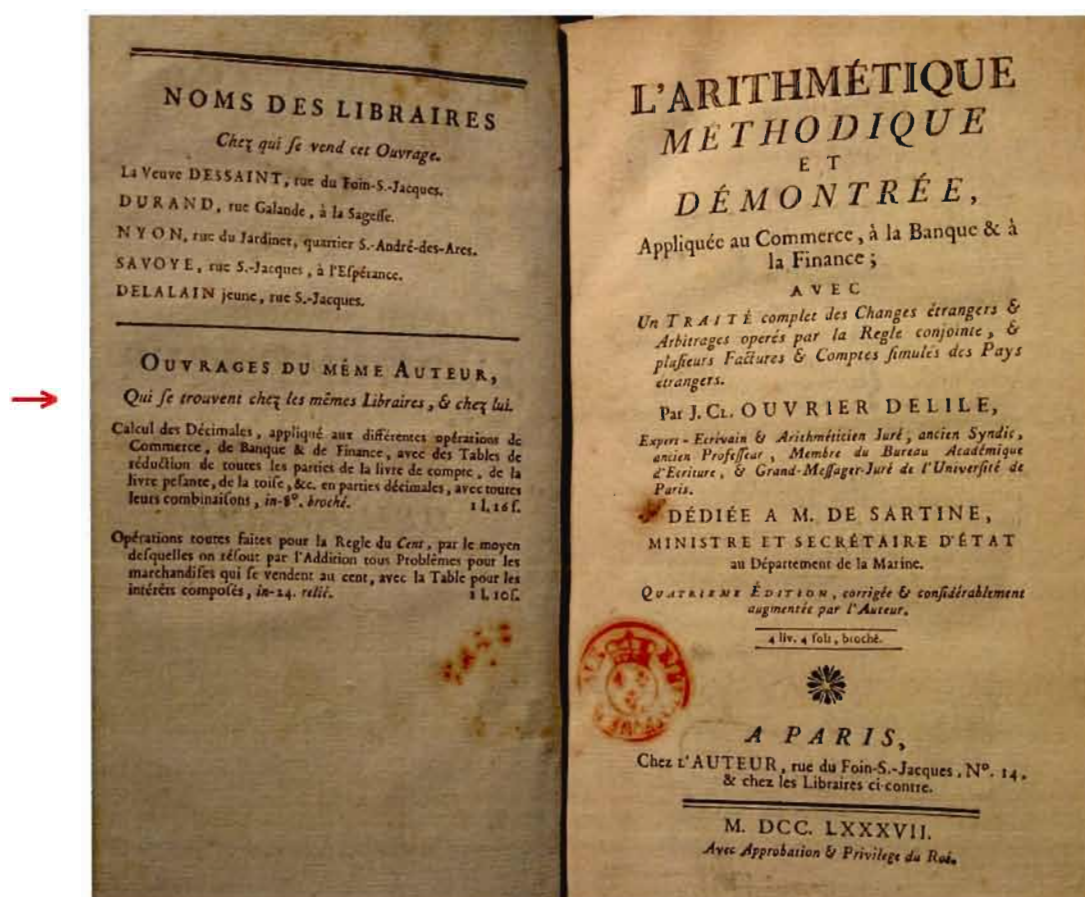 NOMS DES LIBRAIRES
Chez qui ſe vend cet Ouvrage.
La Veuve DESSAINT, rue du Foin-S.-Jacques.
DURAND, rue Galande, à la Sageſſe.
NYON, rue du Jardinet, quartier S.-André-des-Arcs.
SAVOYE, rue S.-Jacques, à l'Eſpérance.
DELALAIN jeune, rue S.-Jacques.
OUVRAGES DU MÊME AUTEUR,
Qui ſe trouvent chez les mêmes Libraires, & chez lui.
Calcul des Décimales, appliqué aux différentes opérations de
Commerce, de Banque & de Finance, avec des Tables de
réduction de toutes les parties de la livre de compte, de la
livre peſante, de la toiſe, &c. en parties décimales, avec toutes
leurs combinaiſons, in-8°. broché. 1 l. 16 ſ.
Opérations toutes faites pour la Regle du Cent, par le moyen
deſquelles on réſout par l'Addition tous Problêmes pour les
marchandiſes qui ſe vendent au cent, avec la Table pour les
intérêts compoſés, in-24. relié. 1 l. 10 ſ.
L'ARITHMÉTIQUE
MÉTHODIQUE
ET
DÉMONTRÉE,
Appliquée au Commerce, à la Banque & à
la Finance;
AVEC
Un TRAITÉ complet des Changes étrangers &
Arbitrages operés par la Regle conjointe, &
pluſieurs Factures & Comptes ſimulés des Pays
étrangers.
Par J. CL. OUVRIER DELILE,
Expert-Ecrivain & Arithméticien Juré, ancien Syndic,
ancien Profeſſeur, Membre du Bureau Académique
d'Ecriture, & Grand-Meſſager-Juré de l'Univerſité de
Paris.
DÉDIÉE A M. DE SARTINE,
MINISTRE ET SECRÉTAIRE D'ÉTAT
au Département de la Marine.
QUATRIEME ÉDITION, corrigée & conſidérablement
augmentée par l'Auteur.
4 liv. 4 ſols, broché.
A PARIS,
Chez L'AUTEUR, rue du Foin-S.-Jacques, N°. 14.
& chez les Libraires ci-contre.
M. DCC. LXXXVII.
Avec Approbation & Privilege du Roi.